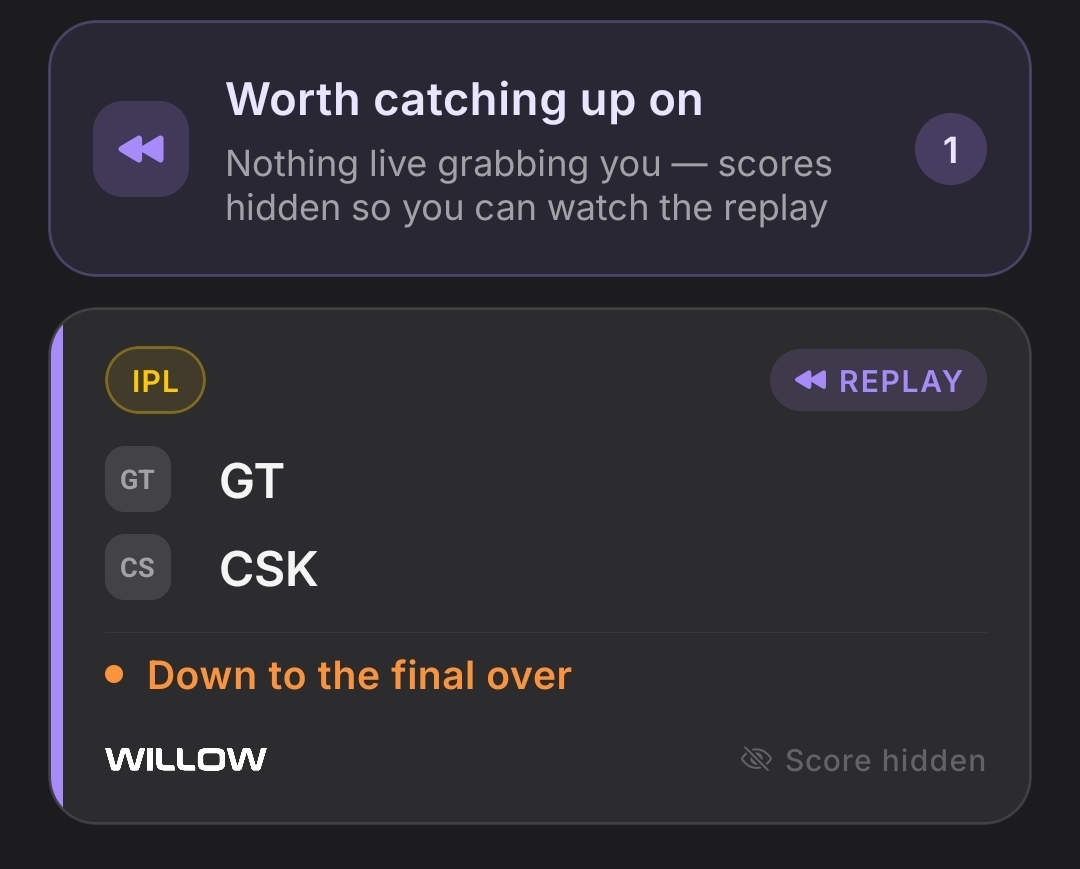 Worth catching up on
Nothing live grabbing you — scores
hidden so you can watch the replay
1
IPL
REPLAY
GT
GT
CS
CSK
Down to the final over
WILLOW
Score hidden